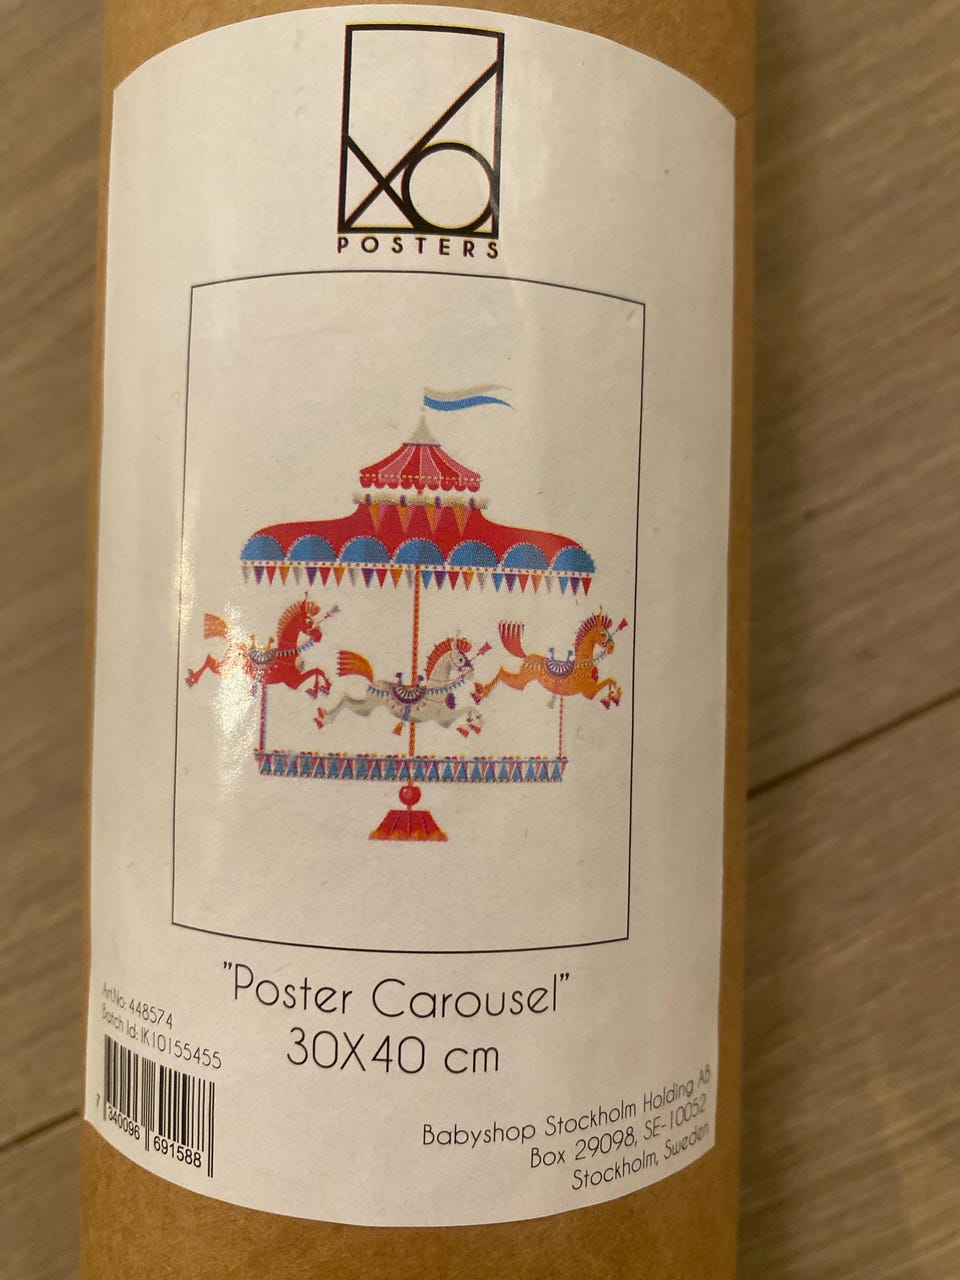 POSTERS
"Poster Carousel"
30X40 cm
Art.No: 448574
Batch Id: IK10155455
7 340096 691588
Babyshop Stockholm Holding AB
Box 29098, SE-10052
Stockholm, Sweden